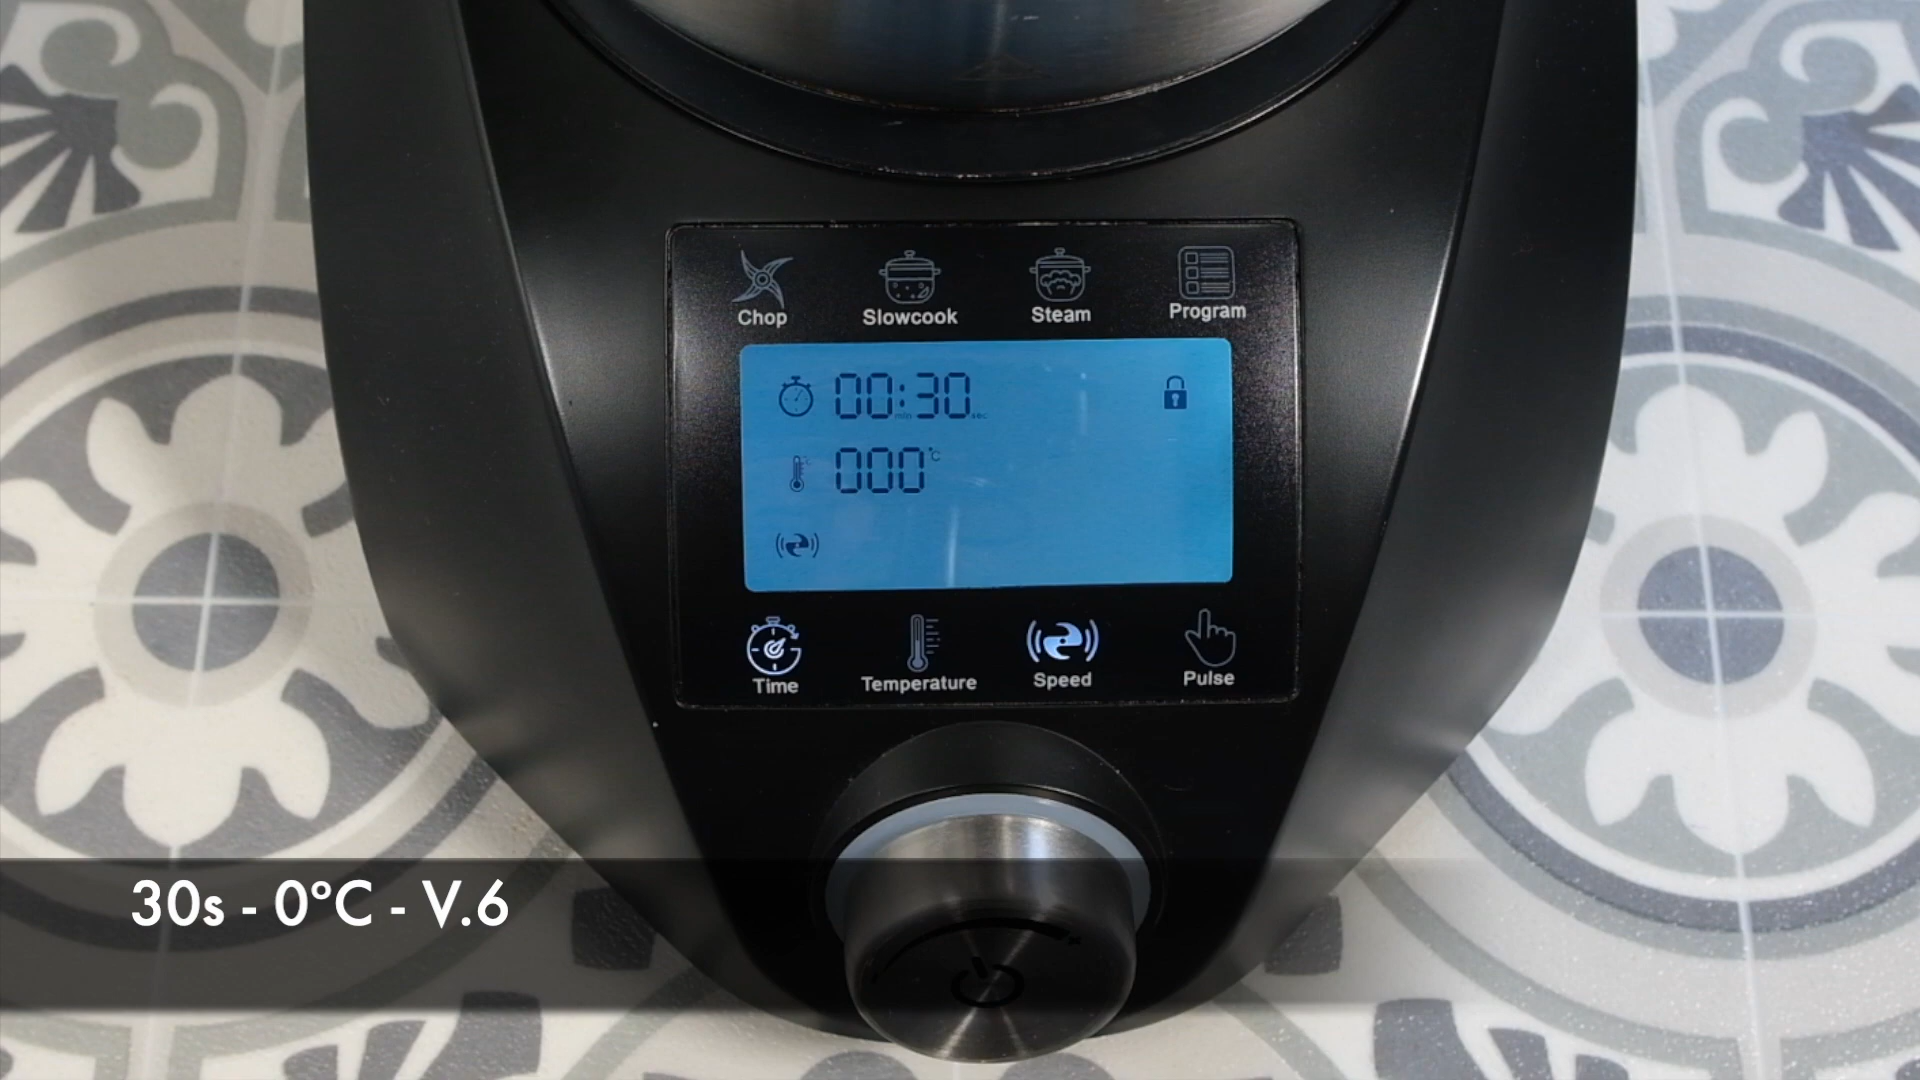 Chop Slowcook Steam Program
00:30
min sec
000°C
Time Temperature Speed Pulse
30s - 0°C - V.6